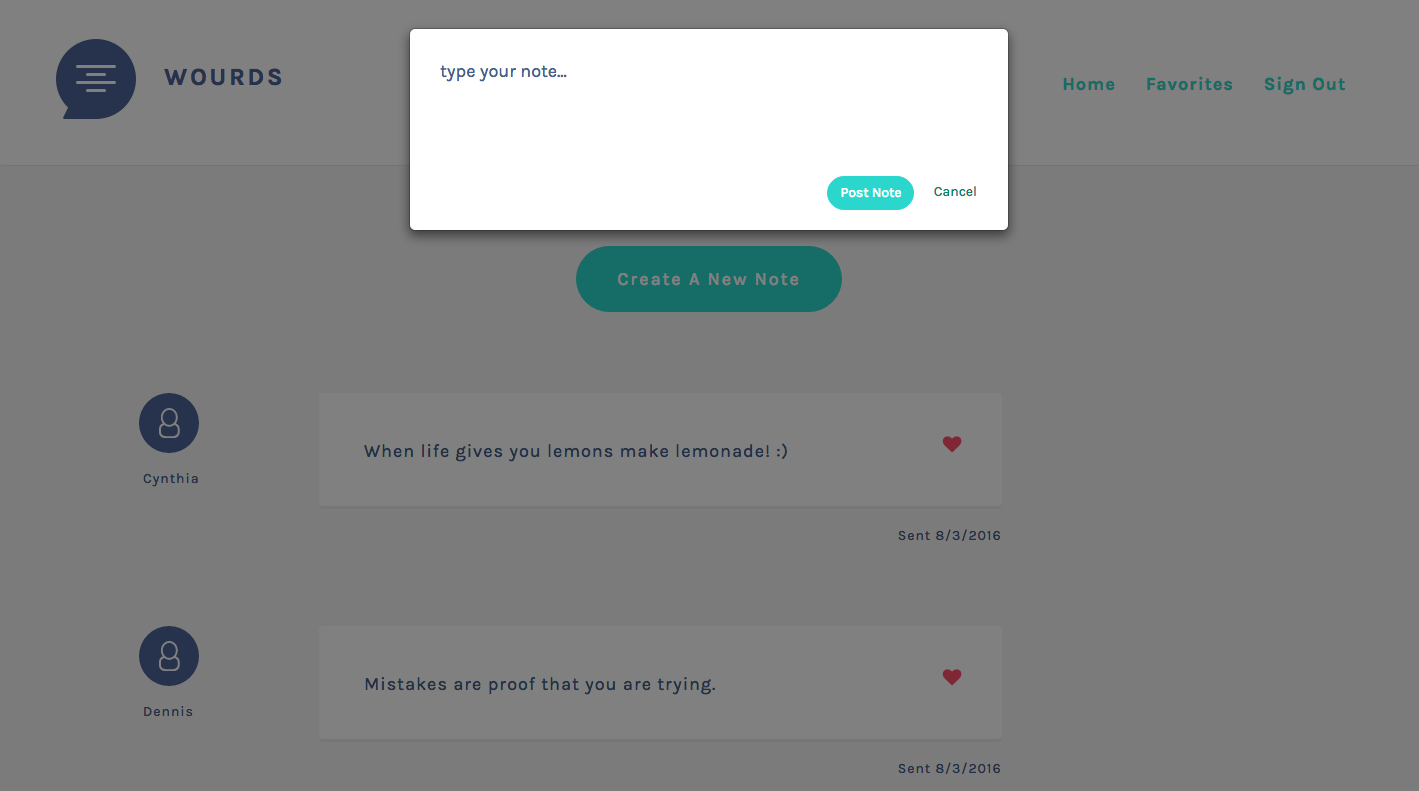 WOURDS
Home Favorites Sign Out
type your note...
Post Note Cancel
Create A New Note
When life gives you lemons make lemonade! :)
Cynthia
Sent 8/3/2016
Mistakes are proof that you are trying.
Dennis
Sent 8/3/2016